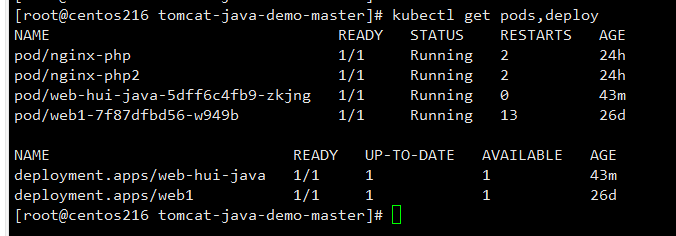 [root@centos216 tomcat-java-demo-master]# kubectl get pods,deploy
NAME READY STATUS RESTARTS AGE
pod/nginx-php 1/1 Running 2 24h
pod/nginx-php2 1/1 Running 2 24h
pod/web-hui-java-5dff6c4fb9-zkjng 1/1 Running 0 43m
pod/web1-7f87dfbd56-w949b 1/1 Running 13 26d
NAME READY UP-TO-DATE AVAILABLE AGE
deployment.apps/web-hui-java 1/1 1 1 43m
deployment.apps/web1 1/1 1 1 26d
[root@centos216 tomcat-java-demo-master]#